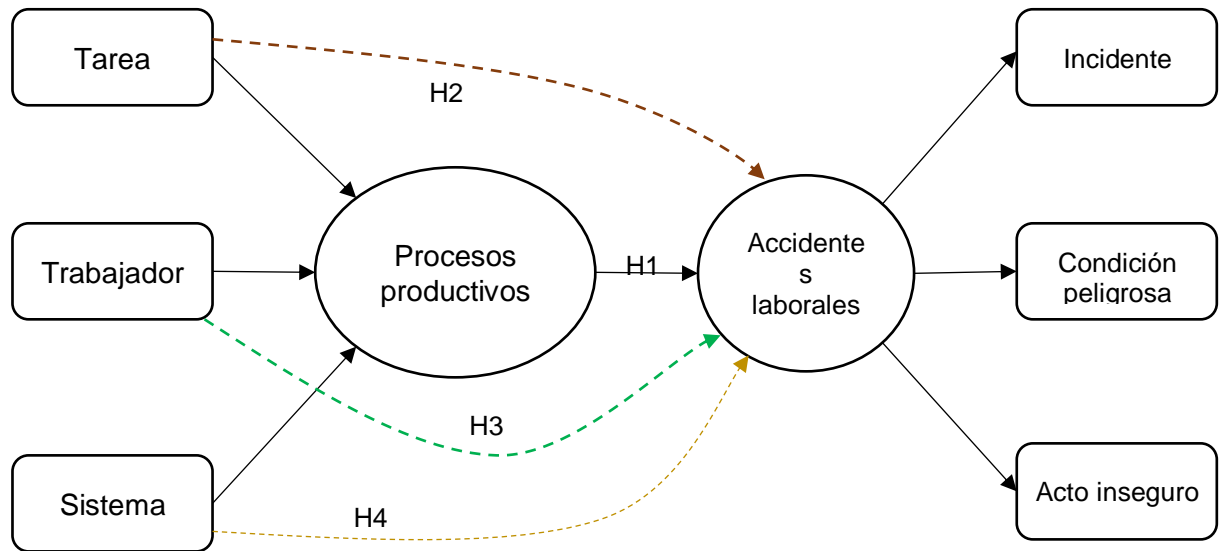 Tarea
Incidente
H2
Trabajador
Procesos
productivos
H1
Accidente
s
laborales
Condición
peligrosa
H3
Sistema
H4
Acto inseguro